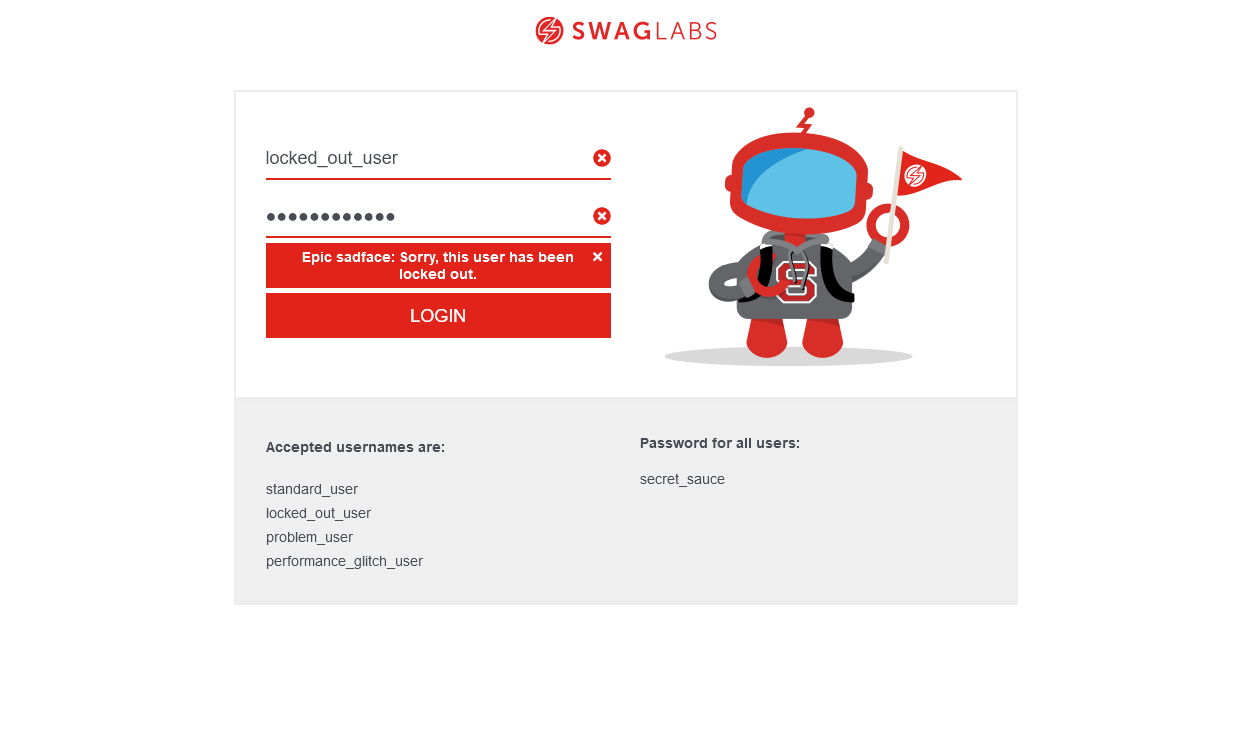 SWAGLABS
locked_out_user
●●●●●●●●●●●●
Epic sadface: Sorry, this user has been
locked out.
LOGIN
S
Accepted usernames are:
standard_user
locked_out_user
problem_user
performance_glitch_user
Password for all users:
secret_sauce